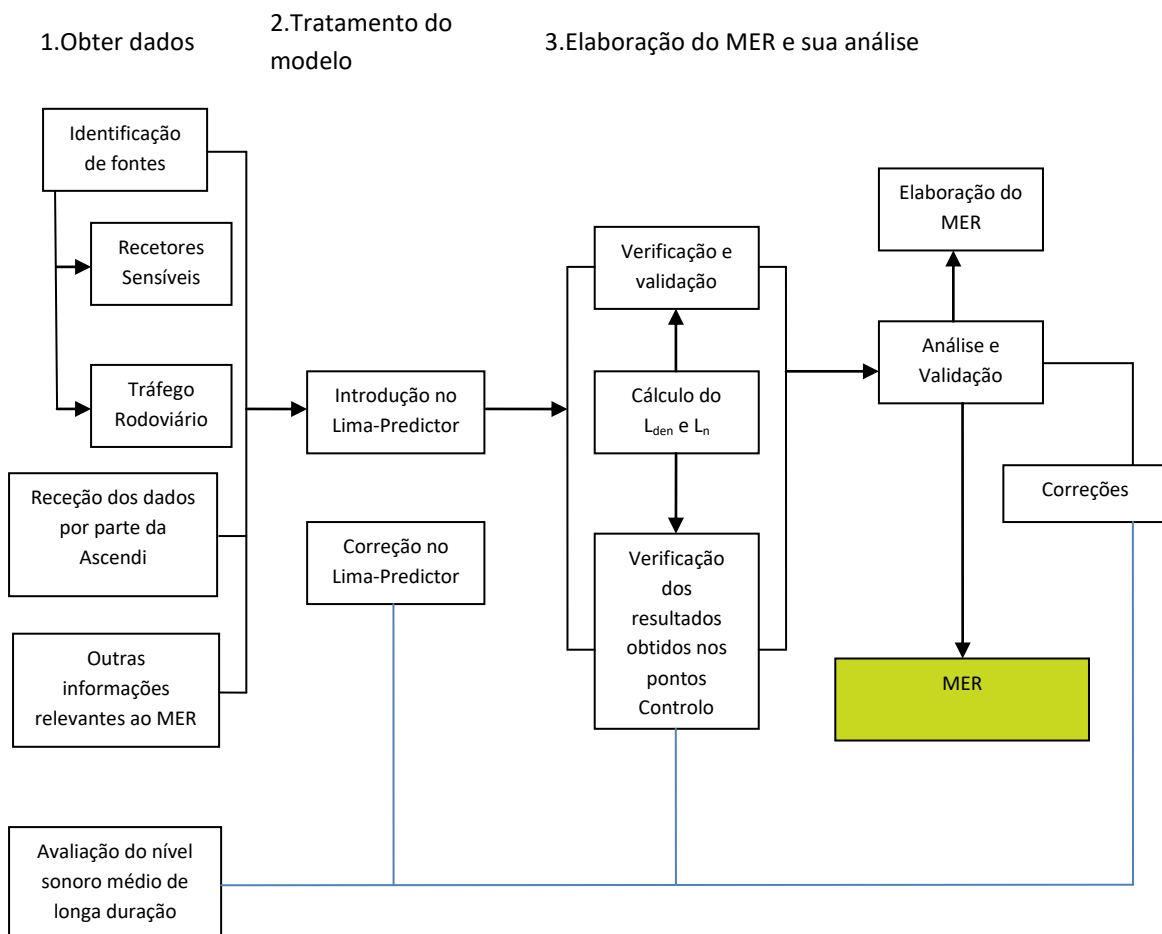 1.Obter dados
2.Tratamento do
modelo
3.Elaboração do MER e sua análise
Identificação
de fontes
Recetores
Sensíveis
Tráfego
Rodoviário
Receção dos dados
por parte da
Ascendi
Outras
informações
relevantes ao MER
Avaliação do nível
sonoro médio de
longa duração
Introdução no
Lima-Predictor
Correção no
Lima-Predictor
Verificação e
validação
Cálculo do
Lden e Ln
Verificação
dos
resultados
obtidos nos
pontos
Controlo
Elaboração do
MER
Análise e
Validação
Correções
MER